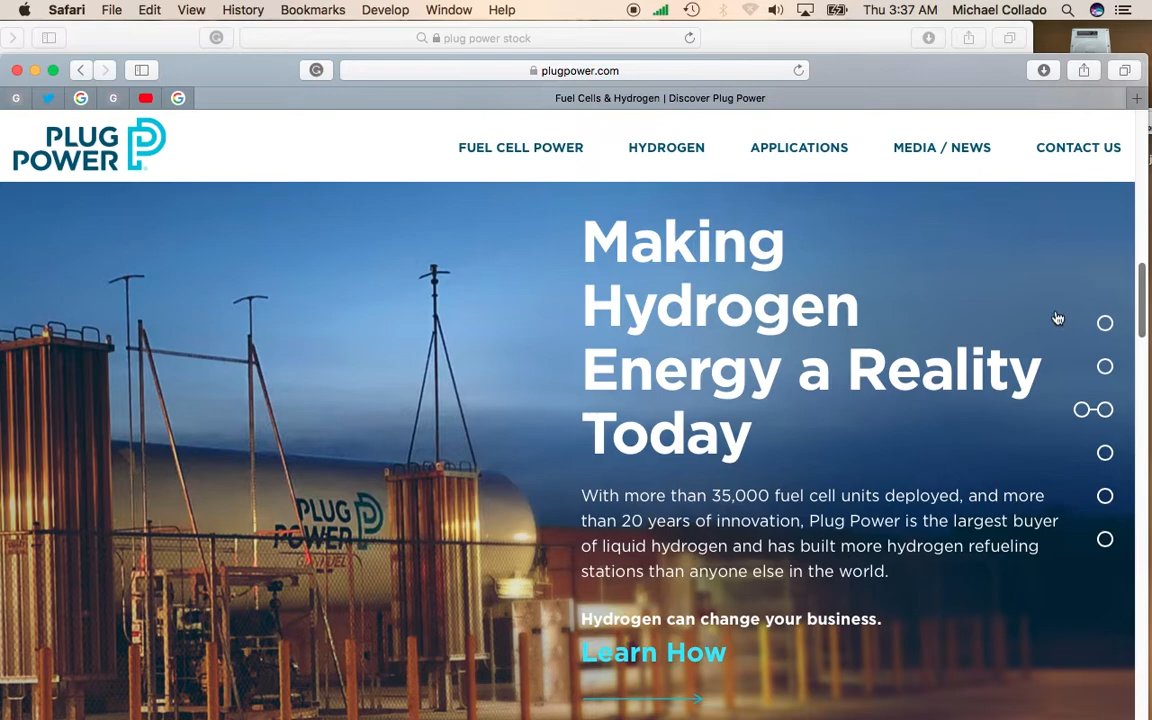 Safari File Edit View History Bookmarks Develop Window Help Thu 3:37 AM Michael Collado
plug power stock
plugpower.com
G G G G
Fuel Cells & Hydrogen | Discover Plug Power
PLUG POWER
FUEL CELL POWER HYDROGEN APPLICATIONS MEDIA / NEWS CONTACT US
Making
Hydrogen
Energy a Reality
Today
PLUG
POWER
With more than 35,000 fuel cell units deployed, and more
than 20 years of innovation, Plug Power is the largest buyer
of liquid hydrogen and has built more hydrogen refueling
stations than anyone else in the world.
Hydrogen can change your business.
Learn How